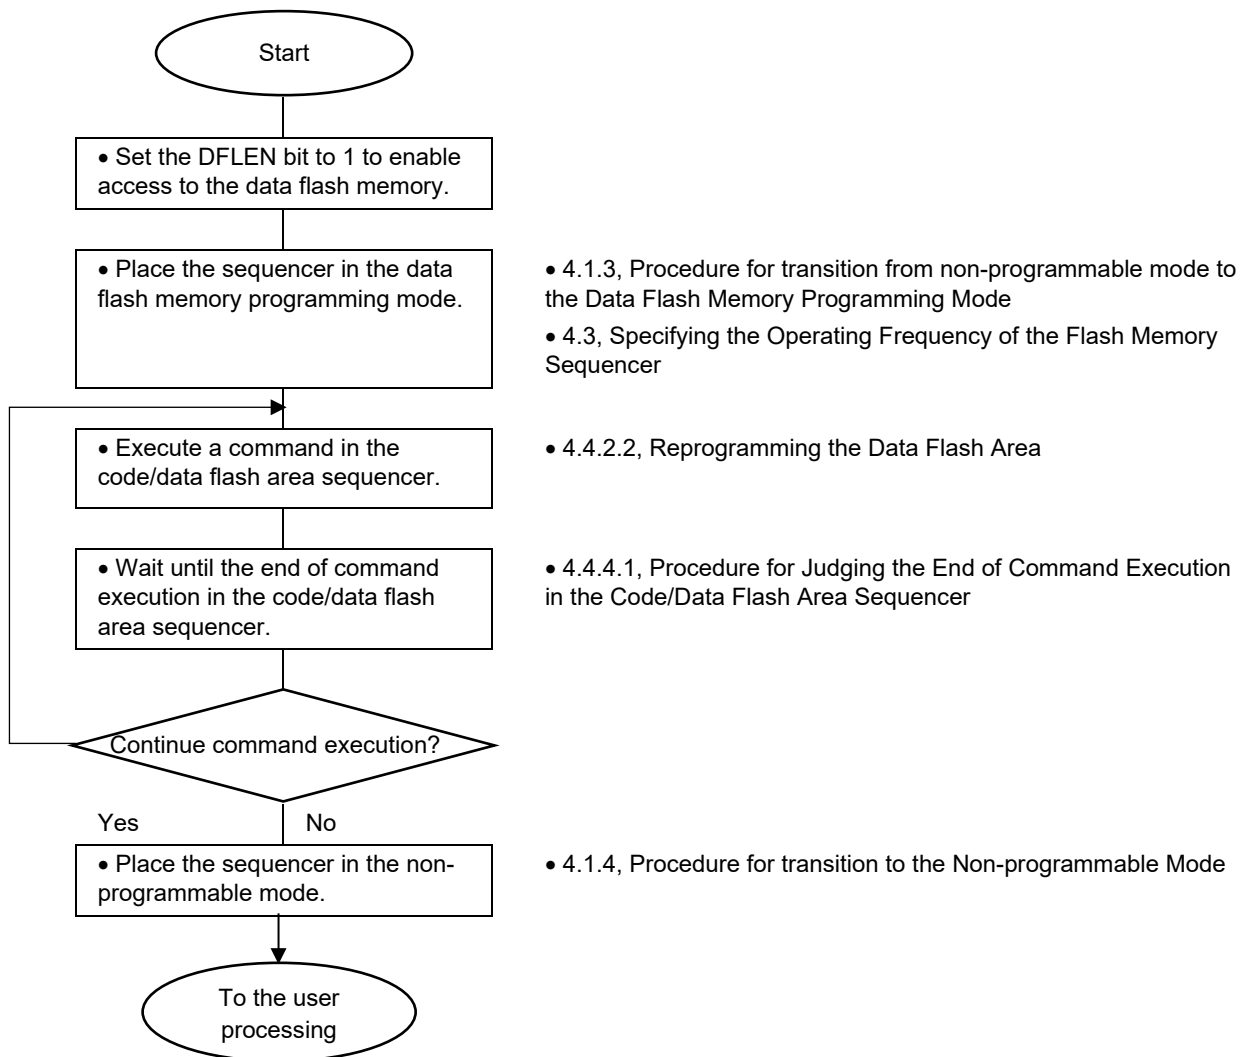 Start
• Set the DFLEN bit to 1 to enable
access to the data flash memory.
• Place the sequencer in the data
flash memory programming mode.
• 4.1.3, Procedure for transition from non-programmable mode to
the Data Flash Memory Programming Mode
• 4.3, Specifying the Operating Frequency of the Flash Memory
Sequencer
• Execute a command in the
code/data flash area sequencer.
• 4.4.2.2, Reprogramming the Data Flash Area
• Wait until the end of command
execution in the code/data flash
area sequencer.
• 4.4.4.1, Procedure for Judging the End of Command Execution
in the Code/Data Flash Area Sequencer
Continue command execution?
Yes
No
• Place the sequencer in the non-
programmable mode.
• 4.1.4, Procedure for transition to the Non-programmable Mode
To the user
processing